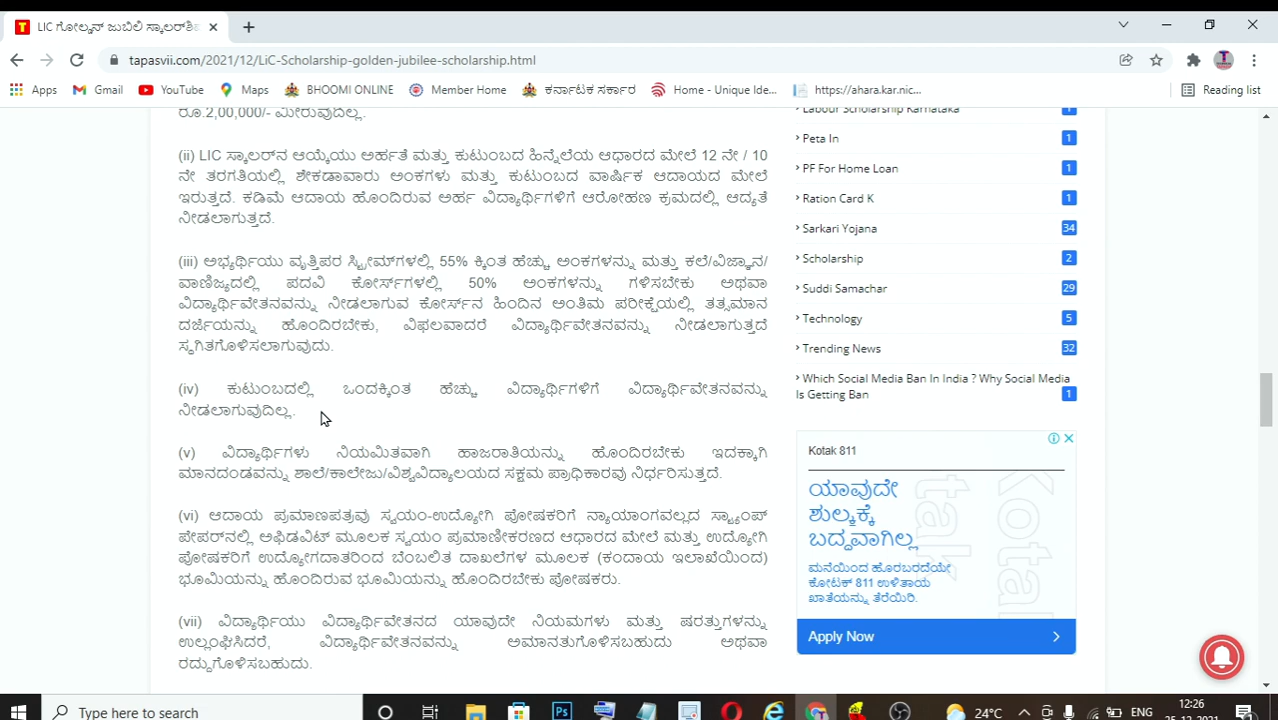 LIC ಗೋಲ್ಡನ್ ಜುಬಿಲಿ ಸ್ಕಾಲರ್‌ಶಿಪ
tapasvii.com/2021/12/LiC-Scholarship-golden-jubilee-scholarship.html
Apps Gmail YouTube Maps BHOOMI ONLINE Member Home ಕರ್ನಾಟಕ ಸರ್ಕಾರ Home - Unique Ide... https://ahara.kar.nic... Reading list
ರೂ.2,00,000/- ಮೀರುವುದಿಲ್ಲ.
(ii) LIC ಸ್ಕಾಲರ್‌ನ ಆಯ್ಕೆಯು ಅರ್ಹತೆ ಮತ್ತು ಕುಟುಂಬದ ಹಿನ್ನೆಲೆಯ ಆಧಾರದ ಮೇಲೆ 12 ನೇ / 10
ನೇ ತರಗತಿಯಲ್ಲಿ ಶೇಕಡಾವಾರು ಅಂಕಗಳು ಮತ್ತು ಕುಟುಂಬದ ವಾರ್ಷಿಕ ಆದಾಯದ ಮೇಲೆ
ಇರುತ್ತದೆ. ಕಡಿಮೆ ಆದಾಯ ಹೊಂದಿರುವ ಅರ್ಹ ವಿದ್ಯಾರ್ಥಿಗಳಿಗೆ ಆರೋಹಣ ಕ್ರಮದಲ್ಲಿ ಆದ್ಯತೆ
ನೀಡಲಾಗುತ್ತದೆ.
(iii) ಅಭ್ಯರ್ಥಿಯು ವೃತ್ತಿಪರ ಸ್ಟ್ರೀಮ್‌ಗಳಲ್ಲಿ 55% ಕ್ಕಿಂತ ಹೆಚ್ಚು ಅಂಕಗಳನ್ನು ಮತ್ತು ಕಲೆ/ವಿಜ್ಞಾನ/
ವಾಣಿಜ್ಯದಲ್ಲಿ ಪದವಿ ಕೋರ್ಸ್‌ಗಳಲ್ಲಿ 50% ಅಂಕಗಳನ್ನು ಗಳಿಸಬೇಕು ಅಥವಾ
ವಿದ್ಯಾರ್ಥಿವೇತನವನ್ನು ನೀಡಲಾಗುವ ಕೋರ್ಸ್‌ನ ಹಿಂದಿನ ಅಂತಿಮ ಪರೀಕ್ಷೆಯಲ್ಲಿ ತತ್ಸಮಾನ
ದರ್ಜೆಯನ್ನು ಹೊಂದಿರಬೇಕು, ವಿಫಲವಾದರೆ ವಿದ್ಯಾರ್ಥಿವೇತನವನ್ನು ನೀಡಲಾಗುತ್ತದೆ
ಸ್ಥಗಿತಗೊಳಿಸಲಾಗುವುದು.
(iv) ಕುಟುಂಬದಲ್ಲಿ ಒಂದಕ್ಕಿಂತ ಹೆಚ್ಚು ವಿದ್ಯಾರ್ಥಿಗಳಿಗೆ ವಿದ್ಯಾರ್ಥಿವೇತನವನ್ನು
ನೀಡಲಾಗುವುದಿಲ್ಲ.
(v) ವಿದ್ಯಾರ್ಥಿಗಳು ನಿಯಮಿತವಾಗಿ ಹಾಜರಾತಿಯನ್ನು ಹೊಂದಿರಬೇಕು ಇದಕ್ಕಾಗಿ
ಮಾನದಂಡವನ್ನು ಶಾಲೆ/ಕಾಲೇಜು/ವಿಶ್ವವಿದ್ಯಾಲಯದ ಸಕ್ಷಮ ಪ್ರಾಧಿಕಾರವು ನಿರ್ಧರಿಸುತ್ತದೆ.
(vi) ಆದಾಯ ಪ್ರಮಾಣಪತ್ರವು ಸ್ವಯಂ-ಉದ್ಯೋಗಿ ಪೋಷಕರಿಗೆ ನ್ಯಾಯಾಂಗವಲ್ಲದ ಸ್ಟ್ಯಾಂಪ್
ಪೇಪರ್‌ನಲ್ಲಿ ಅಫಿಡವಿಟ್ ಮೂಲಕ ಸ್ವಯಂ ಪ್ರಮಾಣೀಕರಣದ ಆಧಾರದ ಮೇಲೆ ಮತ್ತು ಉದ್ಯೋಗಿ
ಪೋಷಕರಿಗೆ ಉದ್ಯೋಗದಾತರಿಂದ ಬೆಂಬಲಿತ ದಾಖಲೆಗಳ ಮೂಲಕ (ಕಂದಾಯ ಇಲಾಖೆಯಿಂದ)
ಭೂಮಿಯನ್ನು ಹೊಂದಿರುವ ಭೂಮಿಯನ್ನು ಹೊಂದಿರಬೇಕು ಪೋಷಕರು.
(vii) ವಿದ್ಯಾರ್ಥಿಯು ವಿದ್ಯಾರ್ಥಿವೇತನದ ಯಾವುದೇ ನಿಯಮಗಳು ಮತ್ತು ಷರತ್ತುಗಳನ್ನು
ಉಲ್ಲಂಘಿಸಿದರೆ, ವಿದ್ಯಾರ್ಥಿವೇತನವನ್ನು ಅಮಾನತುಗೊಳಿಸಬಹುದು ಅಥವಾ
ರದ್ದುಗೊಳಿಸಬಹುದು.
Labour Scholarship Karnataka 1
Peta In 1
PF For Home Loan 1
Ration Card K 1
Sarkari Yojana 34
Scholarship 2
Suddi Samachar 29
Technology 5
Trending News 32
Which Social Media Ban In India ? Why Social Media
Is Getting Ban 1
Kotak 811
ಯಾವುದೇ
ಶುಲ್ಕಕ್ಕೆ
ಬದ್ಧವಾಗಿಲ್ಲ
ಮನೆಯಿಂದ ಹೊರಬರದೆಯೇ
ಕೋಟಕ್ 811 ಉಳಿತಾಯ
ಖಾತೆಯನ್ನು ತೆರೆಯಿರಿ.
Apply Now
Type here to search
24°C ENG 12:26
25-12-2021